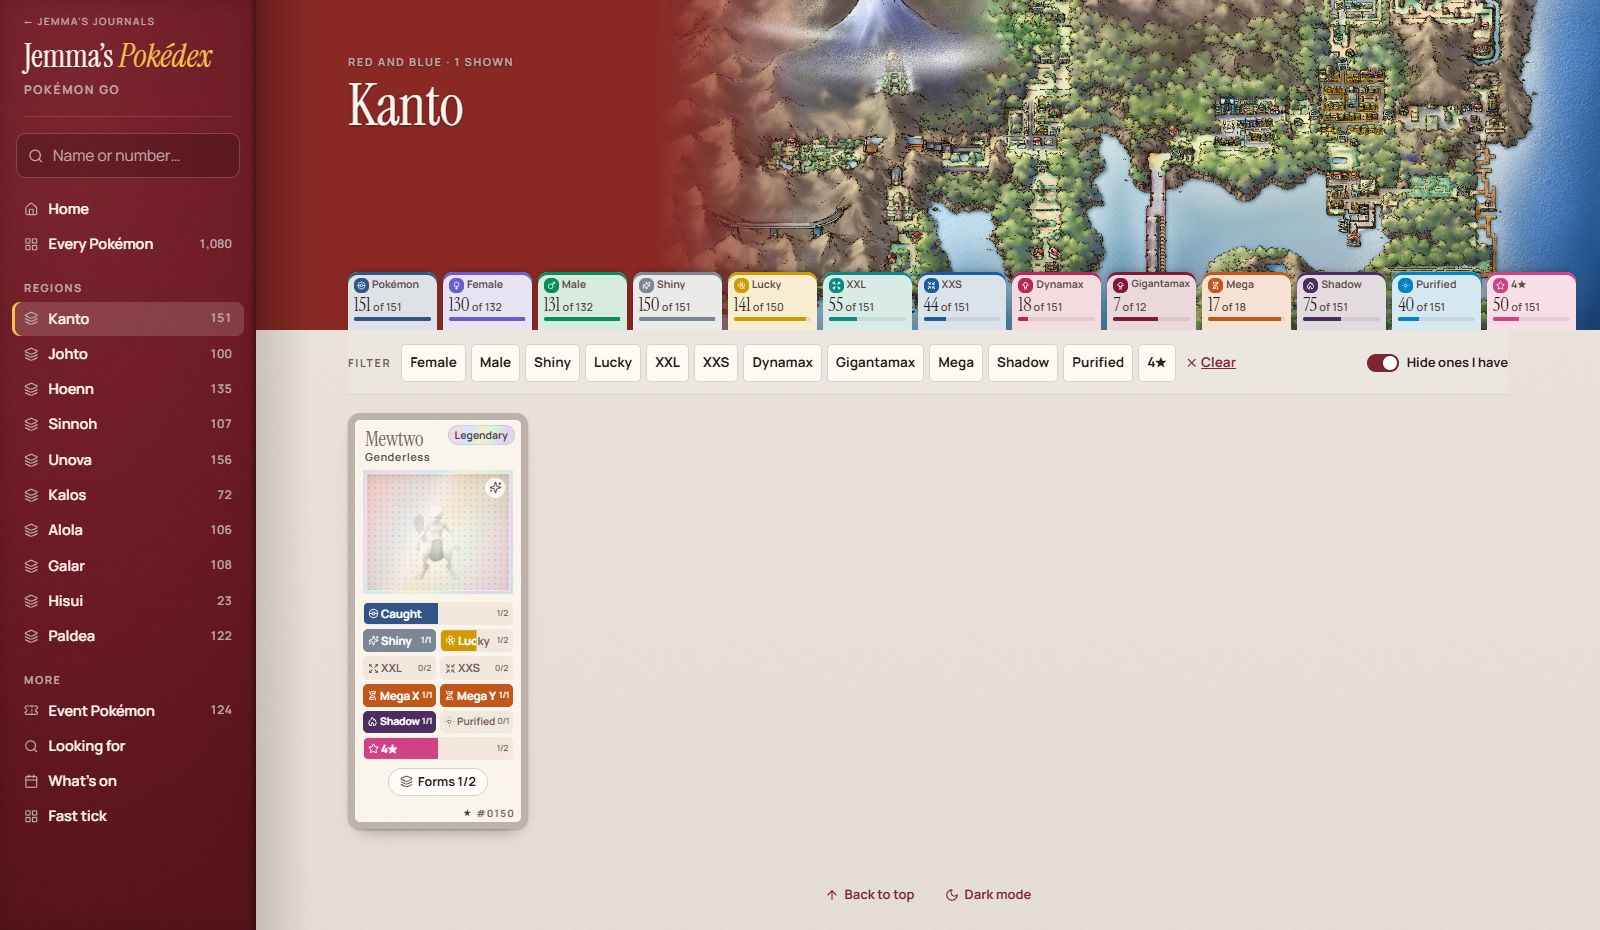 ← JEMMA'S JOURNALS
Jemma's Pokédex
POKÉMON GO
Name or number...
Home
Every Pokémon 1,080
REGIONS
Kanto 151
Johto 100
Hoenn 135
Sinnoh 107
Unova 156
Kalos 72
Alola 106
Galar 108
Hisui 23
Paldea 122
MORE
Event Pokémon 124
Looking for
What's on
Fast tick
RED AND BLUE · 1 SHOWN
Kanto
Pokémon
151 of 151
Female
130 of 132
Male
131 of 132
Shiny
150 of 151
Lucky
141 of 150
XXL
55 of 151
XXS
44 of 151
Dynamax
18 of 151
Gigantamax
7 of 12
Mega
17 of 18
Shadow
75 of 151
Purified
40 of 151
4★
50 of 151
FILTER Female Male Shiny Lucky XXL XXS Dynamax Gigantamax Mega Shadow Purified 4★ × Clear Hide ones I have
Mewtwo Legendary
Genderless
Caught 1/2
Shiny 1/1 Lucky 1/2
XXL 0/2 XXS 0/2
Mega X 1/1 Mega Y 1/1
Shadow 1/1 Purified 0/1
4★ 1/2
Forms 1/2
★ #0150
↑ Back to top Dark mode